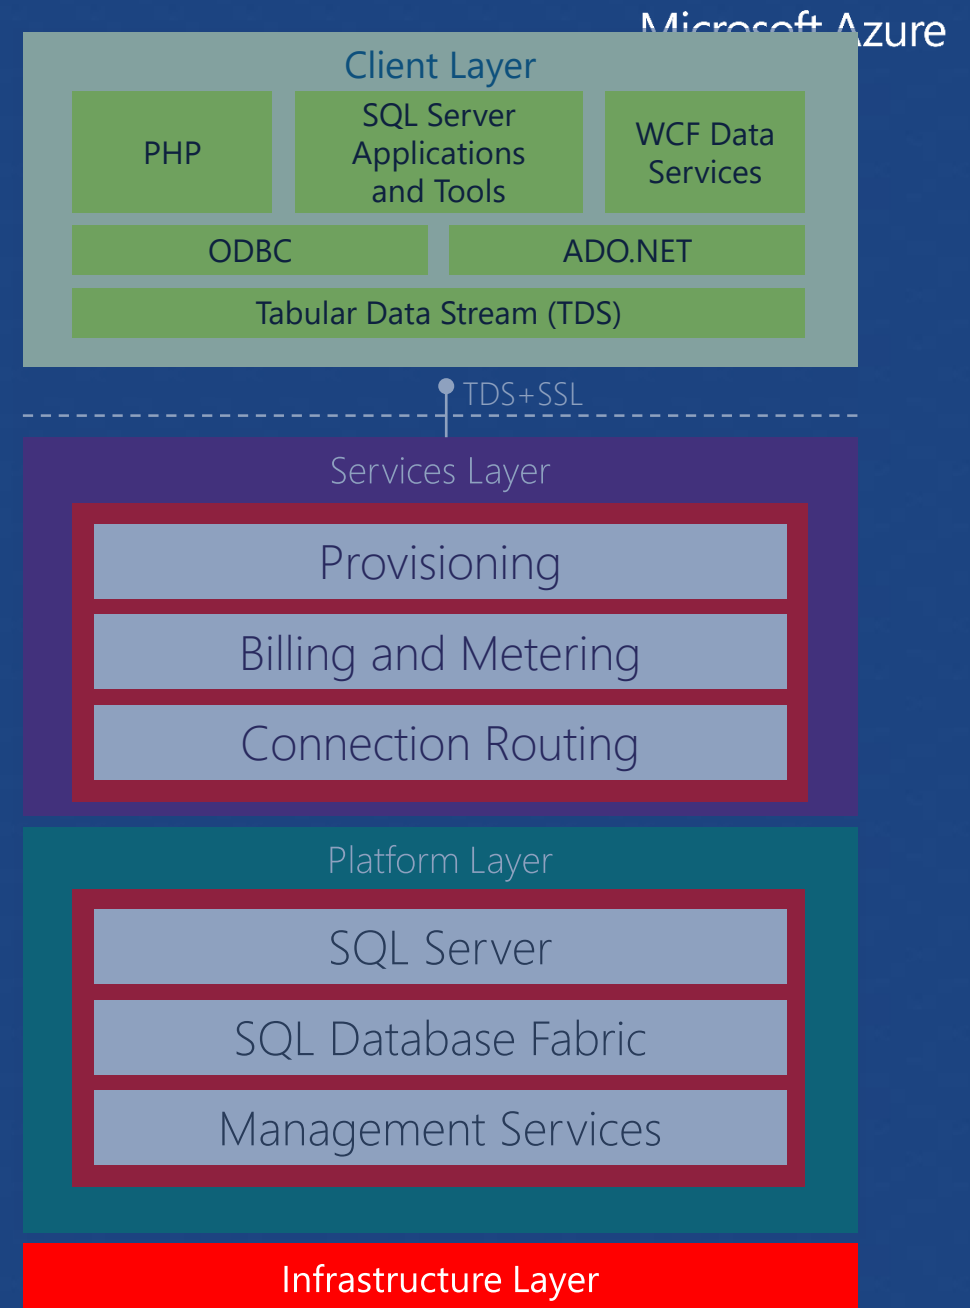 Microsoft Azure
Client Layer
PHP
SQL Server
Applications
and Tools
WCF Data
Services
ODBC
ADO.NET
Tabular Data Stream (TDS)
TDS+SSL
Services Layer
Provisioning
Billing and Metering
Connection Routing
Platform Layer
SQL Server
SQL Database Fabric
Management Services
Infrastructure Layer